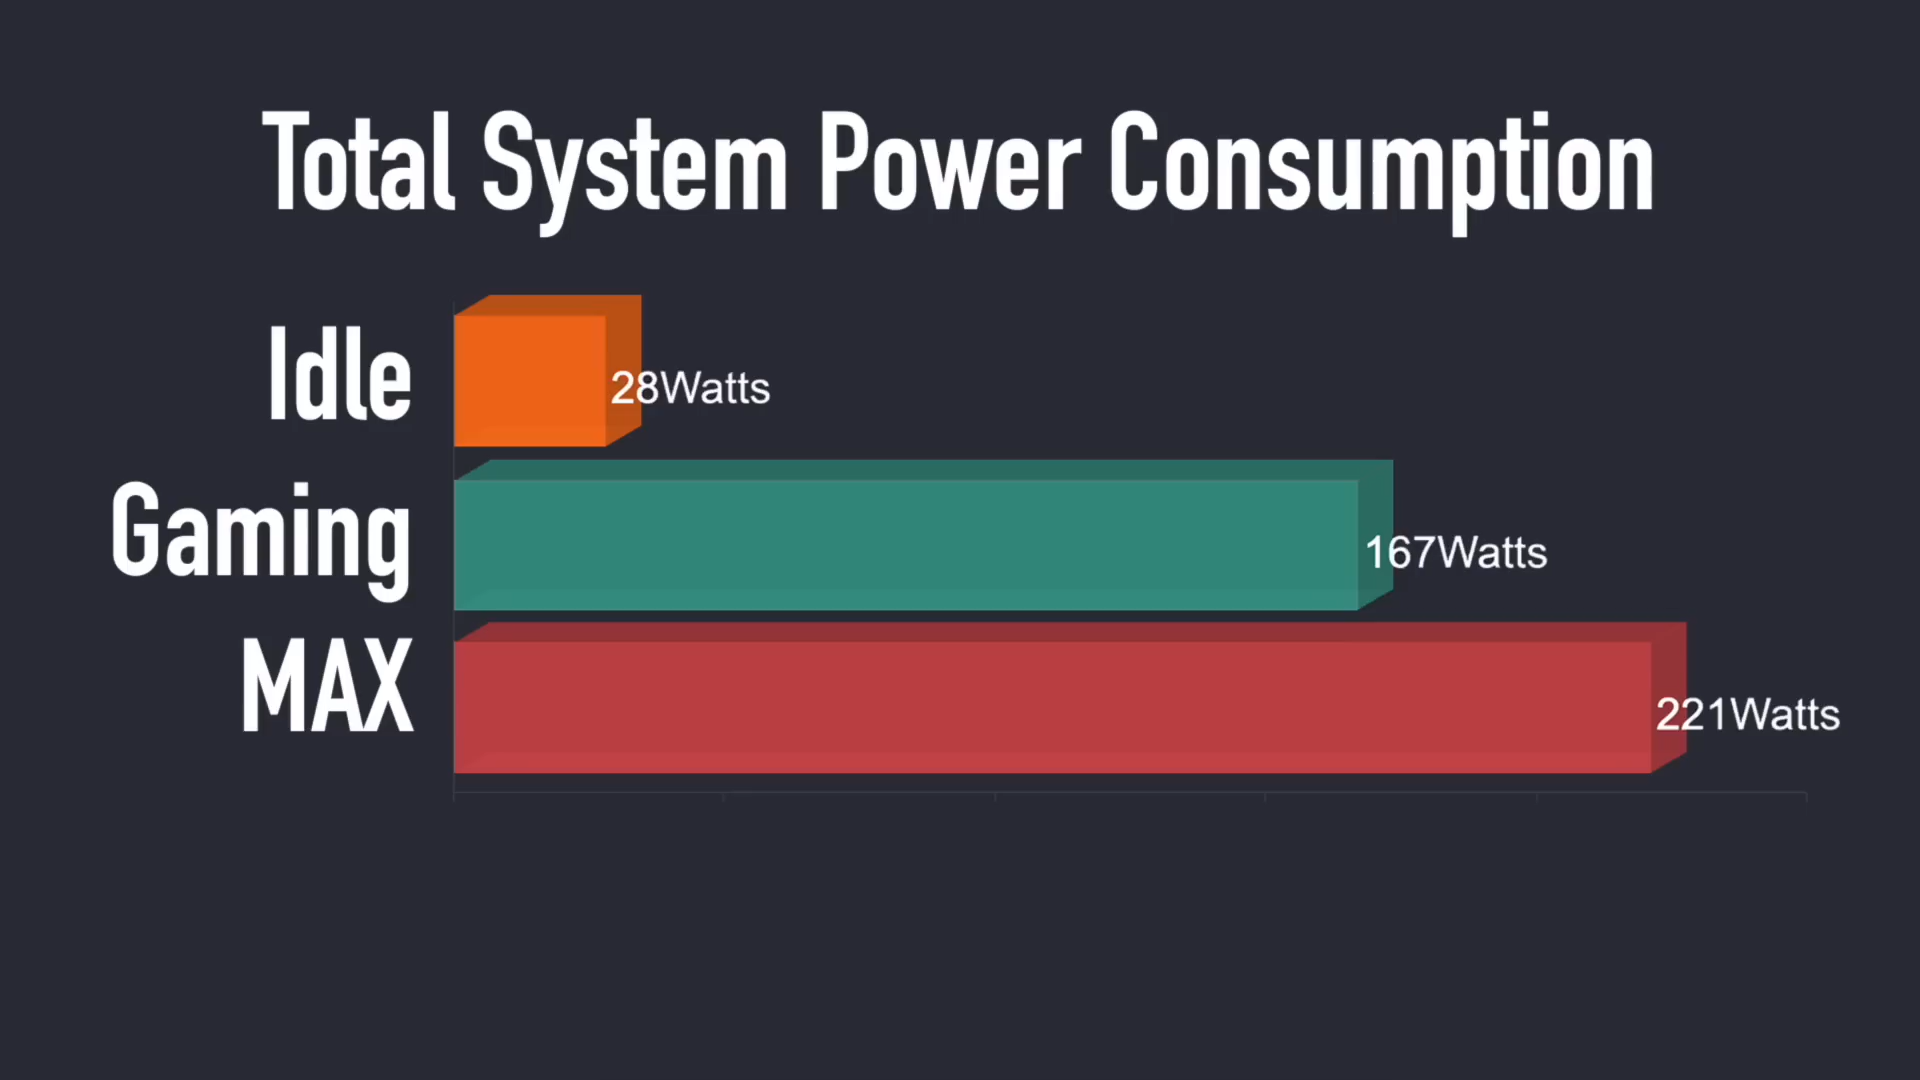 Total System Power Consumption
Idle
28Watts
Gaming
167Watts
MAX
221Watts